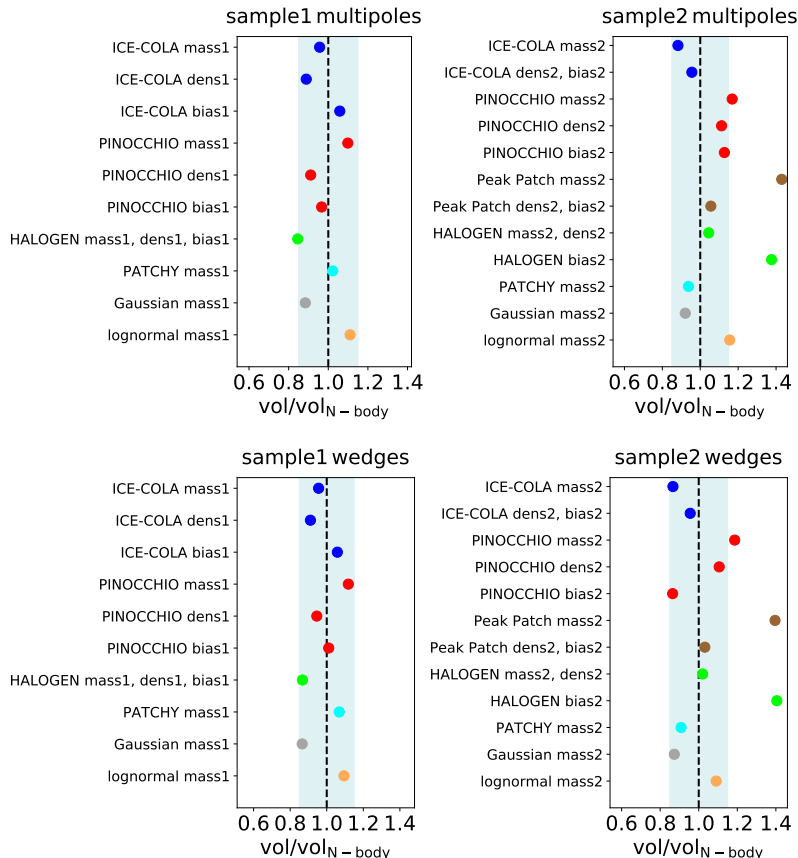 sample1 multipoles
ICE-COLA mass1
ICE-COLA dens1
ICE-COLA bias1
PINOCCHIO mass1
PINOCCHIO dens1
PINOCCHIO bias1
HALOGEN mass1, dens1, bias1
PATCHY mass1
Gaussian mass1
lognormal mass1
0.6 0.8 1.0 1.2 1.4
vol/vol_N−body
sample2 multipoles
ICE-COLA mass2
ICE-COLA dens2, bias2
PINOCCHIO mass2
PINOCCHIO dens2
PINOCCHIO bias2
Peak Patch mass2
Peak Patch dens2, bias2
HALOGEN mass2, dens2
HALOGEN bias2
PATCHY mass2
Gaussian mass2
lognormal mass2
0.6 0.8 1.0 1.2 1.4
vol/vol_N−body
sample1 wedges
ICE-COLA mass1
ICE-COLA dens1
ICE-COLA bias1
PINOCCHIO mass1
PINOCCHIO dens1
PINOCCHIO bias1
HALOGEN mass1, dens1, bias1
PATCHY mass1
Gaussian mass1
lognormal mass1
0.6 0.8 1.0 1.2 1.4
vol/vol_N−body
sample2 wedges
ICE-COLA mass2
ICE-COLA dens2, bias2
PINOCCHIO mass2
PINOCCHIO dens2
PINOCCHIO bias2
Peak Patch mass2
Peak Patch dens2, bias2
HALOGEN mass2, dens2
HALOGEN bias2
PATCHY mass2
Gaussian mass2
lognormal mass2
0.6 0.8 1.0 1.2 1.4
vol/vol_N−body